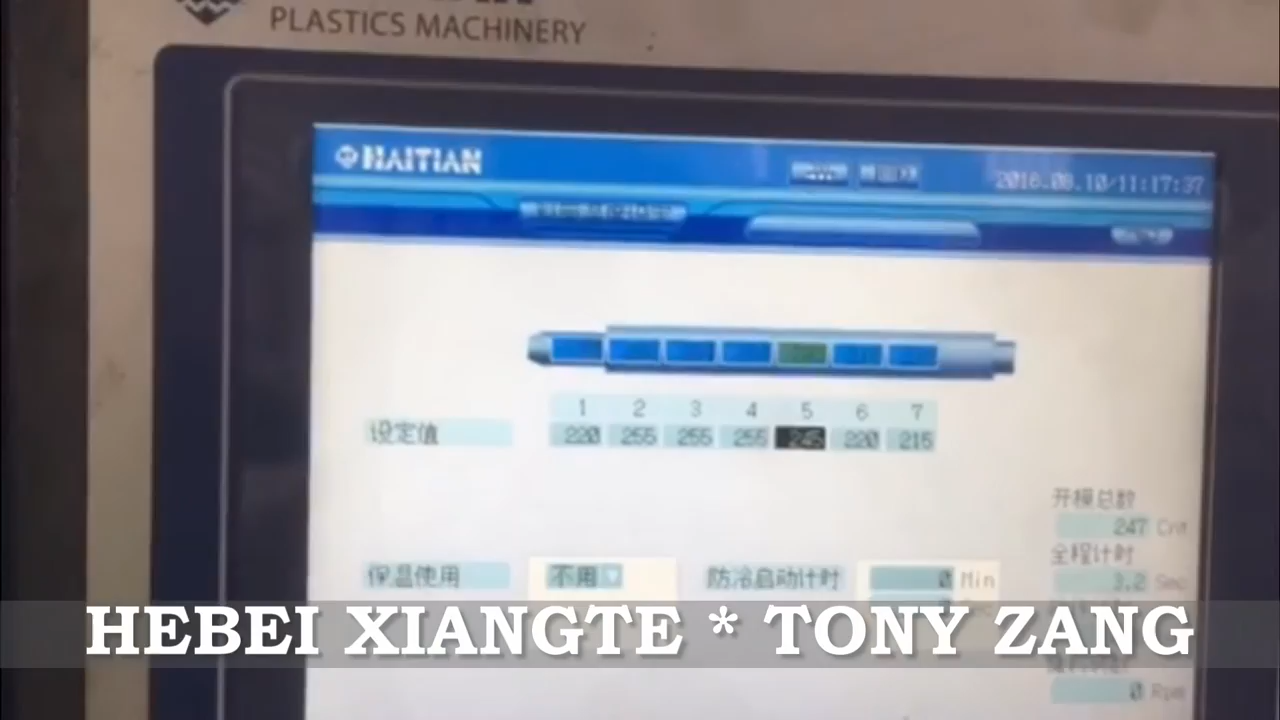 PLASTICS MACHINERY
HAITIAN
2016.09.10/11:17:37
1 2 3 4 5 6 7
设定值 220 255 255 255 245 220 215
开模总数
247 Cnt
全程计时
3.2 Sec
保温使用 不用 防冷启动计时 0 Min
HEBEI XIANGTE * TONY ZANG
0 Rpm